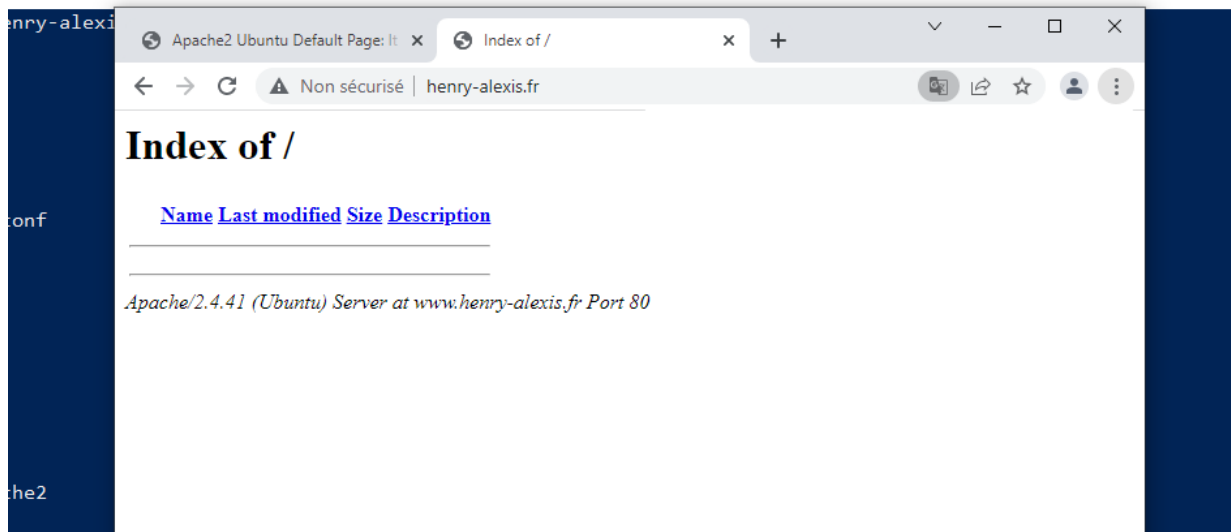 enry-alexi
Apache2 Ubuntu Default Page: It
Index of /
Non sécurisé
henry-alexis.fr
Index of /
onf
Name Last modified Size Description
Apache/2.4.41 (Ubuntu) Server at www.henry-alexis.fr Port 80
he2